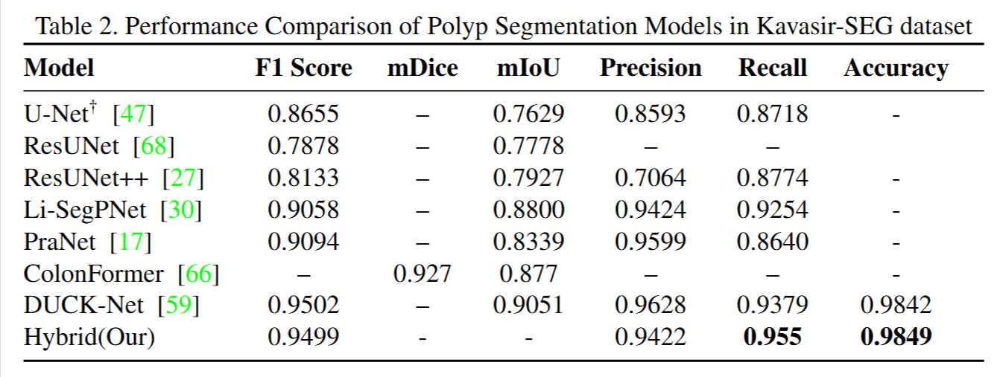 Table 2. Performance Comparison of Polyp Segmentation Models in Kavasir-SEG dataset
Model F1 Score mDice mIoU Precision Recall Accuracy
U-Net† [47] 0.8655 – 0.7629 0.8593 0.8718 -
ResUNet [68] 0.7878 – 0.7778 – –
ResUNet++ [27] 0.8133 – 0.7927 0.7064 0.8774 -
Li-SegPNet [30] 0.9058 – 0.8800 0.9424 0.9254 -
PraNet [17] 0.9094 – 0.8339 0.9599 0.8640 -
ColonFormer [66] – 0.927 0.877 – – -
DUCK-Net [59] 0.9502 – 0.9051 0.9628 0.9379 0.9842
Hybrid(Our) 0.9499 - - 0.9422 0.955 0.9849